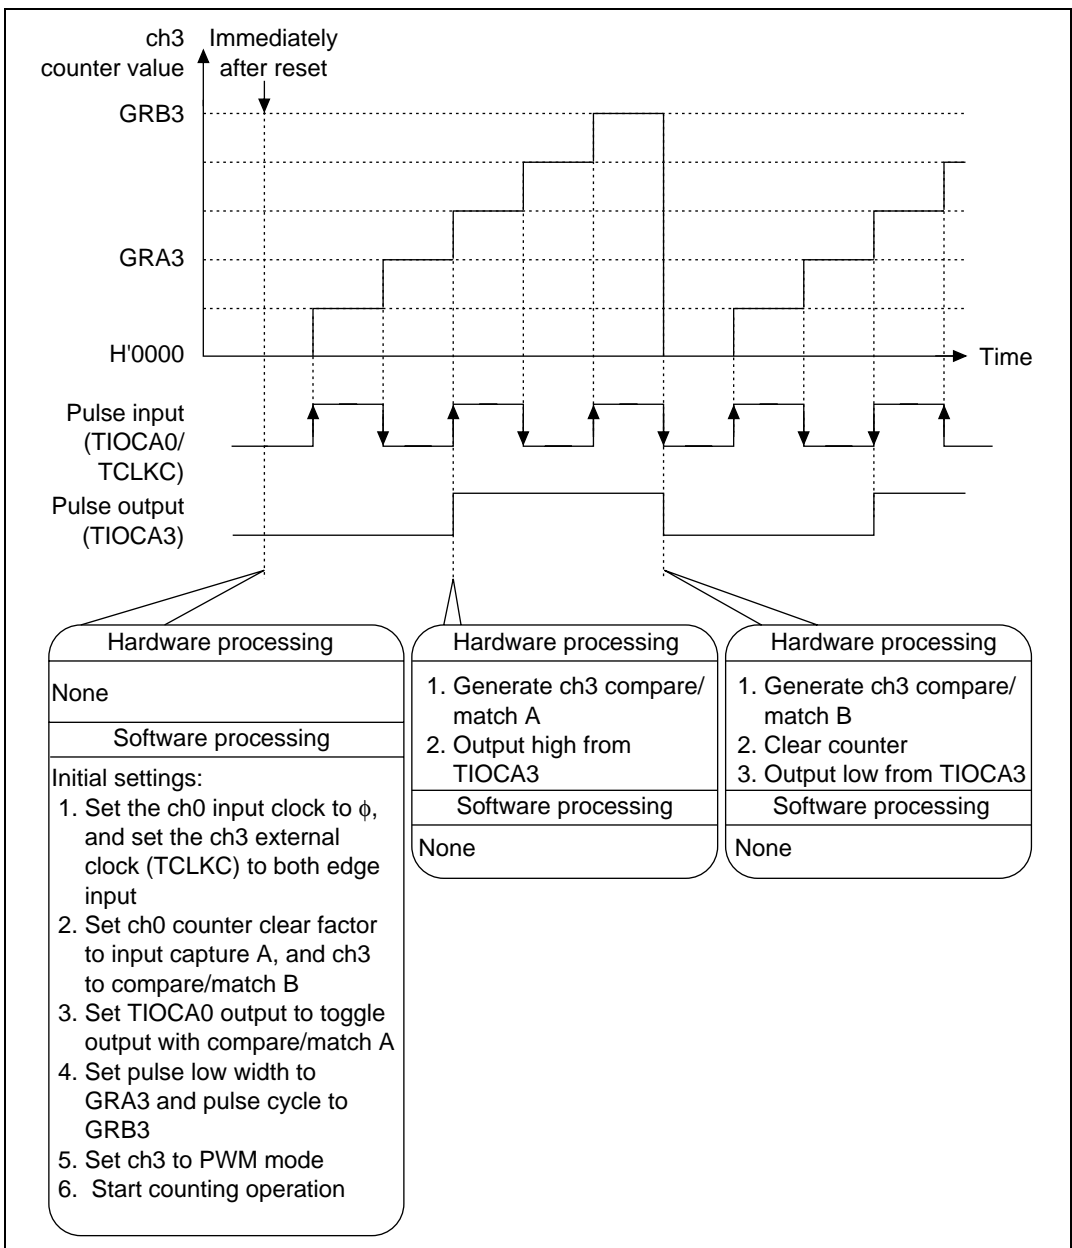 ch3
counter value
Immediately
after reset
GRB3
GRA3
H'0000
Time
Pulse input
(TIOCA0/
TCLKC)
Pulse output
(TIOCA3)
Hardware processing
None
Software processing
Initial settings:
1. Set the ch0 input clock to ϕ,
and set the ch3 external
clock (TCLKC) to both edge
input
2. Set ch0 counter clear factor
to input capture A, and ch3
to compare/match B
3. Set TIOCA0 output to toggle
output with compare/match A
4. Set pulse low width to
GRA3 and pulse cycle to
GRB3
5. Set ch3 to PWM mode
6. Start counting operation
Hardware processing
1. Generate ch3 compare/
match A
2. Output high from
TIOCA3
Software processing
None
Hardware processing
1. Generate ch3 compare/
match B
2. Clear counter
3. Output low from TIOCA3
Software processing
None